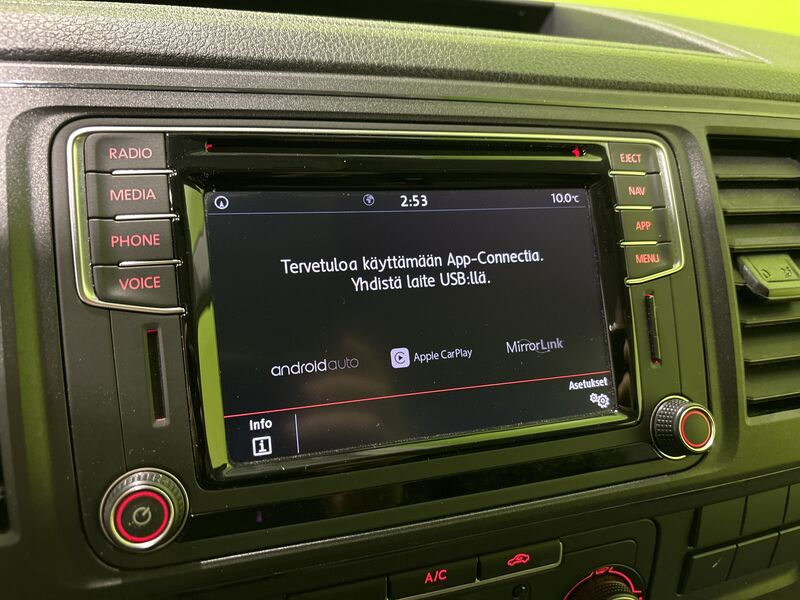 RADIO
MEDIA
PHONE
VOICE
EJECT
NAV
APP
MENU
2:53
10.0°C
Tervetuloa käyttämään App-Connectia.
Yhdistä laite USB:llä.
androidauto
Apple CarPlay
MirrorLink
Info
i
Asetukset
A/C